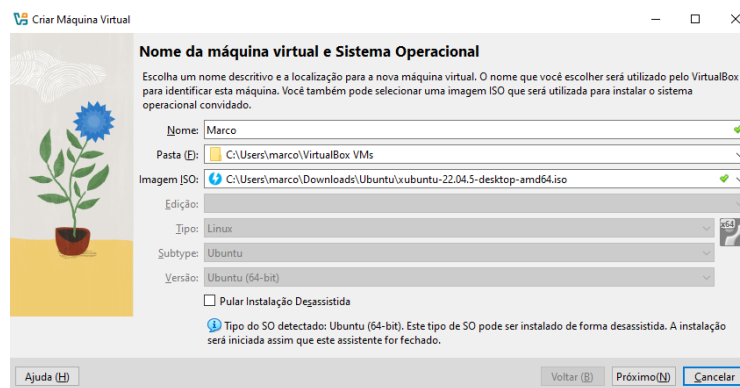 Criar Máquina Virtual
Nome da máquina virtual e Sistema Operacional
Escolha um nome descritivo e a localização para a nova máquina virtual. O nome que você escolher será utilizado pelo VirtualBox
para identificar esta máquina. Você também pode selecionar uma imagem ISO que será utilizada para instalar o sistema
operacional convidado.
Nome: Marco
Pasta (F): C:\Users\marco\VirtualBox VMs
Imagem ISO: C:\Users\marco\Downloads\Ubuntu\xubuntu-22.04.5-desktop-amd64.iso
Edição:
Tipo: Linux
x64
Subtype: Ubuntu
Versão: Ubuntu (64-bit)
Pular Instalação Desassistida
Tipo do SO detectado: Ubuntu (64-bit). Este tipo de SO pode ser instalado de forma desassistida. A instalação
será iniciada assim que este assistente for fechado.
Ajuda (H) Voltar (B) Próximo(N) Cancelar